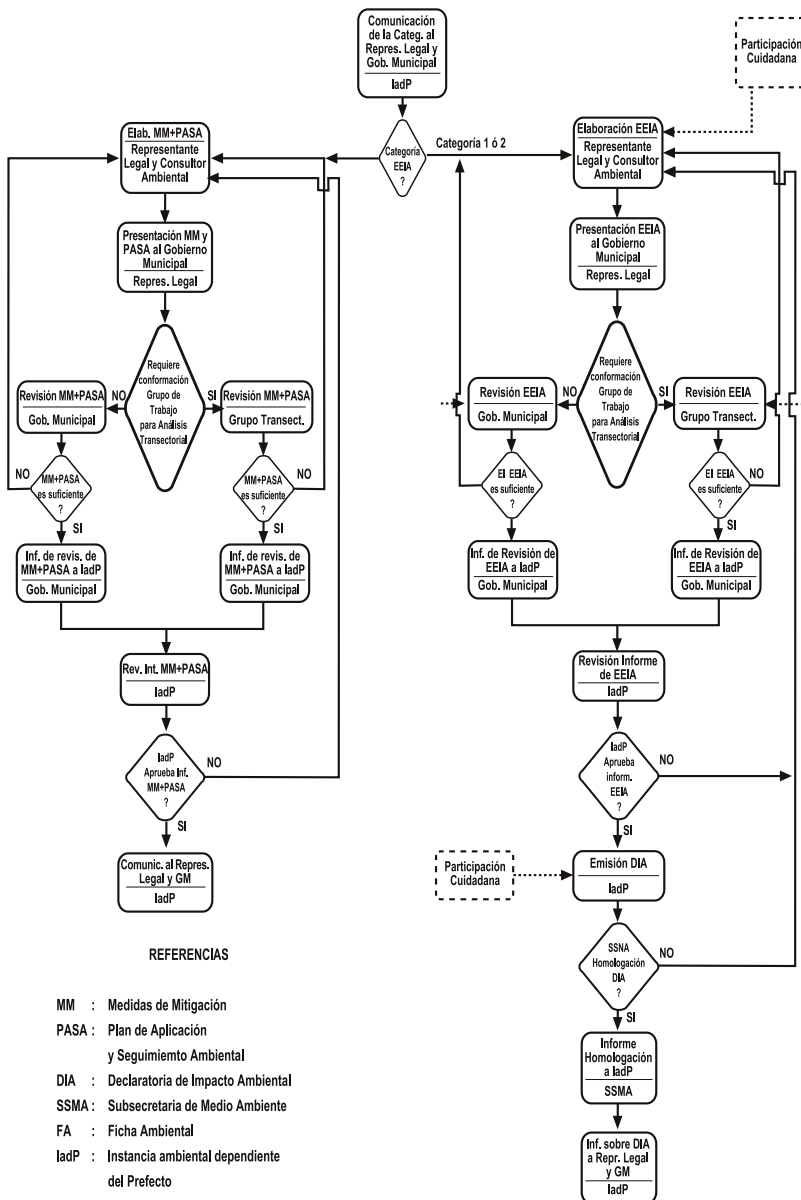 Comunicación
de la Categ. al
Repres. Legal y
Gob. Municipal
IadP
Participación
Cuidadana
Categoría
EEIA
?
Categoría 1 ó 2
Elab. MM+PASA
Representante
Legal y Consultor
Ambiental
Presentación MM y
PASA al Gobierno
Municipal
Repres. Legal
Requiere
conformación
Grupo de
Trabajo
para Análisis
Transectorial
NO
SI
Revisión MM+PASA
Gob. Municipal
Revisión MM+PASA
Grupo Transect.
NO
MM+PASA
es suficiente
?
SI
MM+PASA
es suficiente
?
NO
SI
Inf. de revis. de
MM+PASA a IadP
Gob. Municipal
Inf. de revis. de
MM+PASA a IadP
Gob. Municipal
Rev. Int. MM+PASA
IadP
IadP
Aprueba Inf.
MM+PASA
?
NO
SI
Comunic. al Repres.
Legal y GM
IadP
Elaboración EEIA
Representante
Legal y Consultor
Ambiental
Presentación EEIA
al Gobierno
Municipal
Repres. Legal
Requiere
conformación
Grupo de
Trabajo
para Análisis
Transectorial
NO
SI
Revisión EEIA
Gob. Municipal
Revisión EEIA
Grupo Transect.
NO
El EEIA
es suficiente
?
SI
El EEIA
es suficiente
?
NO
SI
Inf. de Revisión de
EEIA a IadP
Gob. Municipal
Inf. de Revisión de
EEIA a IadP
Gob. Municipal
Revisión Informe
de EEIA
IadP
IadP
Aprueba
inform.
EEIA
?
NO
SI
Participación
Cuidadana
Emisión DIA
IadP
SSNA
Homologación
DIA
?
NO
SI
Informe
Homologación
a IadP
SSMA
Inf. sobre DIA
a Repr. Legal
y GM
IadP
REFERENCIAS
MM : Medidas de Mitigación
PASA : Plan de Aplicación
y Seguimiemto Ambiental
DIA : Declaratoria de Impacto Ambiental
SSMA : Subsecretaria de Medio Ambiente
FA : Ficha Ambiental
IadP : Instancia ambiental dependiente
del Prefecto